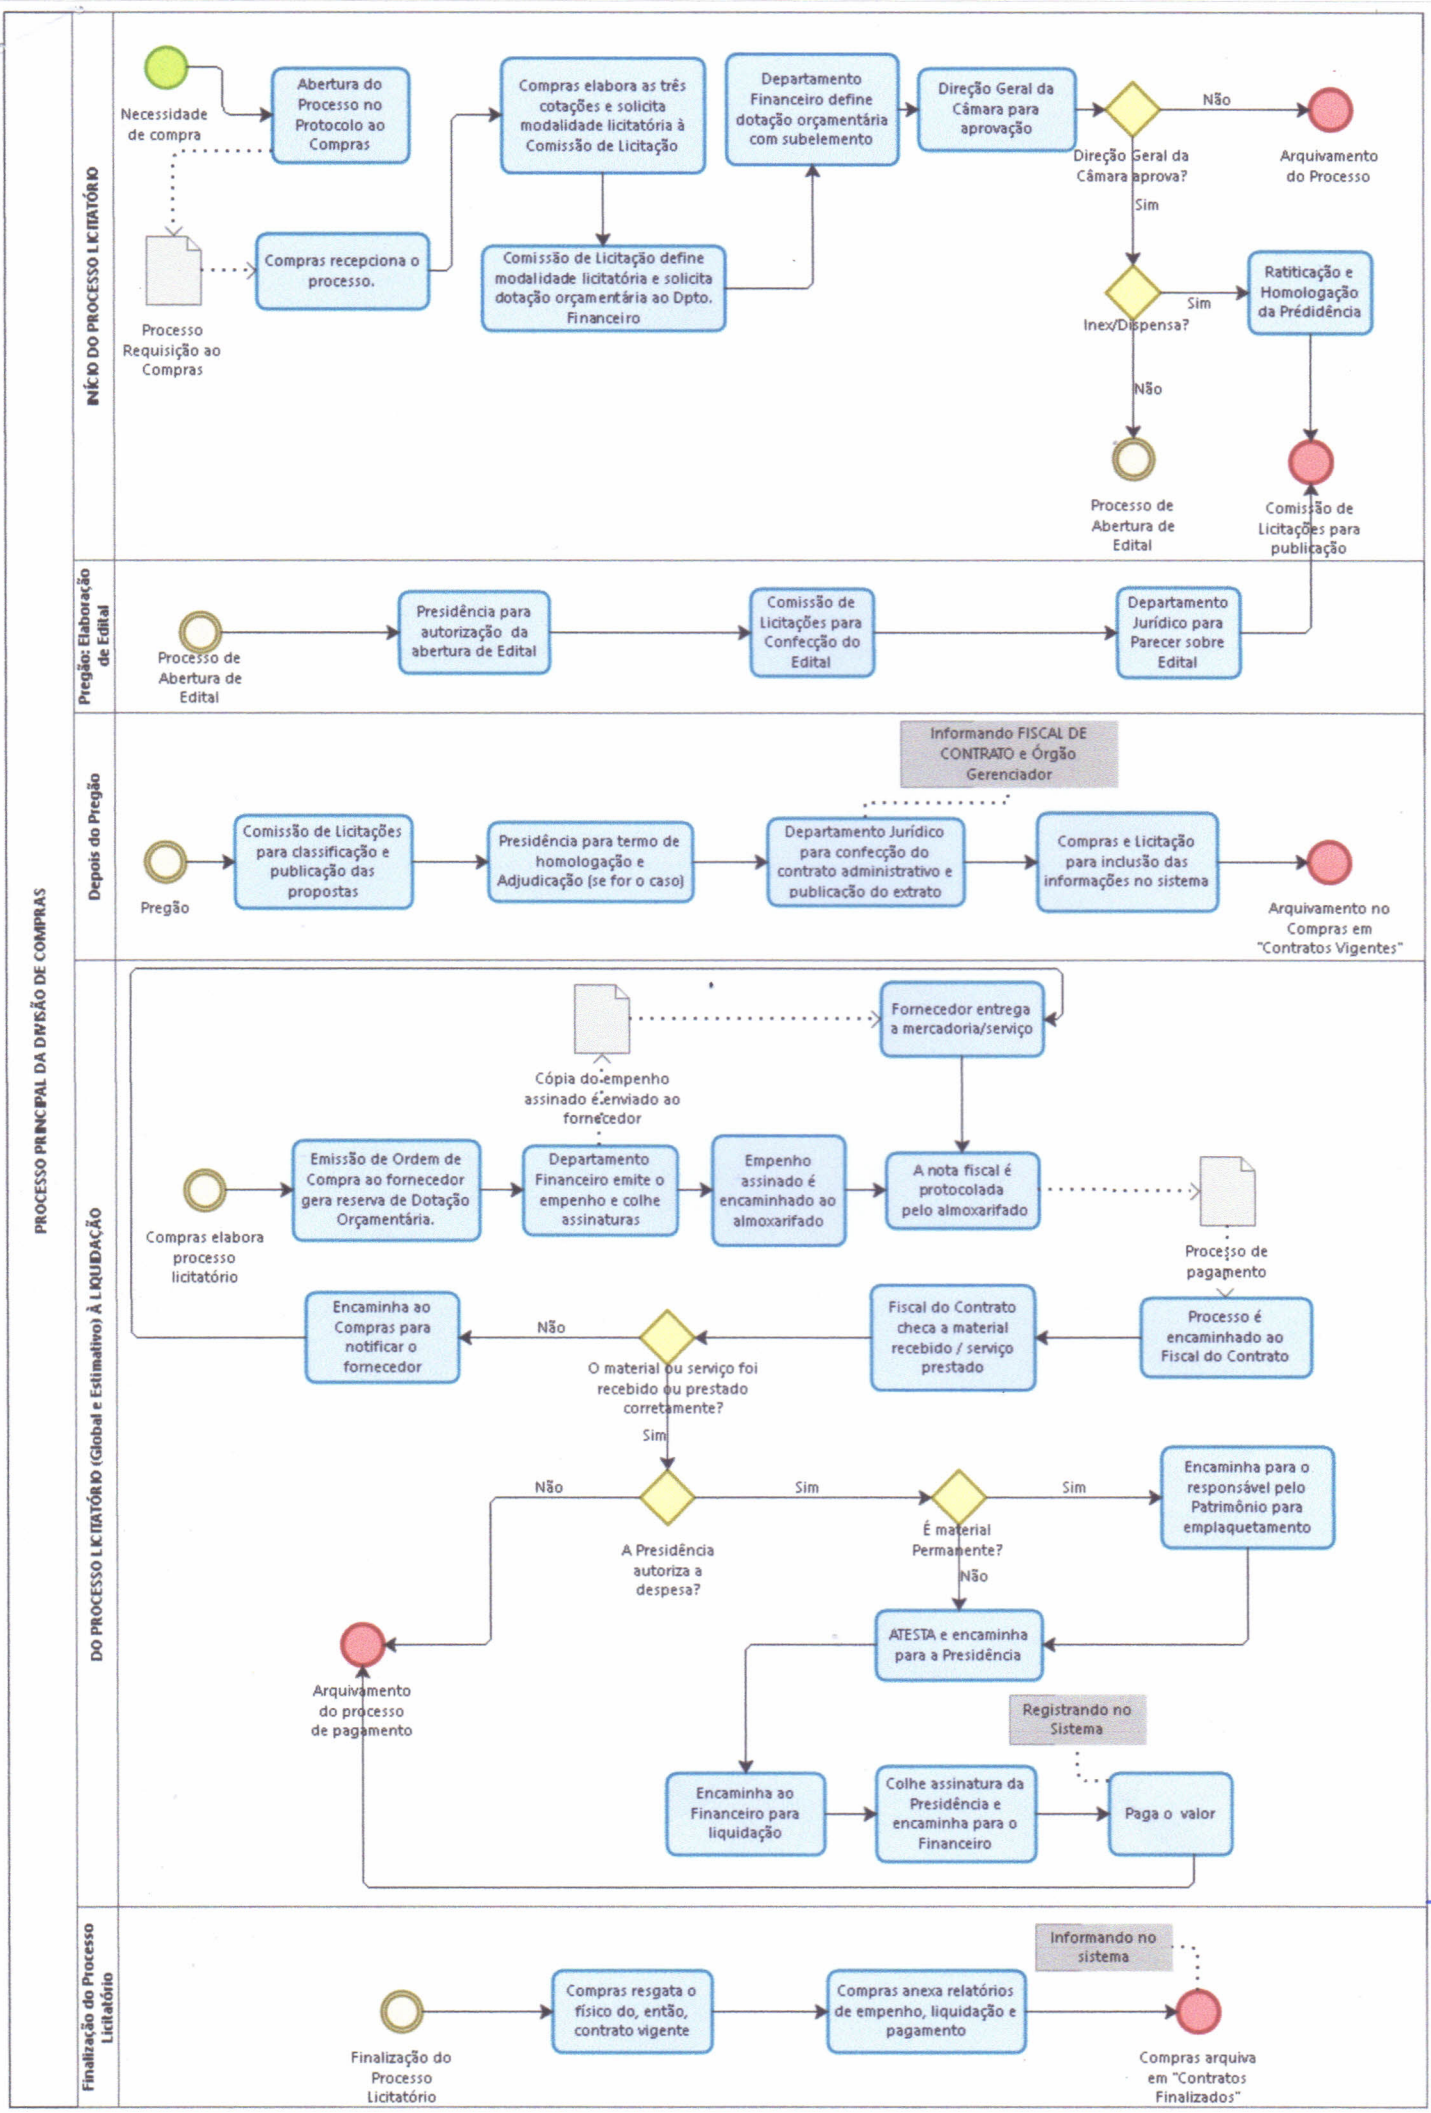 PROCESSO PRINCIPAL DA DIVISÃO DE COMPRAS
INÍCIO DO PROCESSO LICITATÓRIO
Necessidade
de compra
Abertura do
Processo no
Protocolo ao
Compras
Processo
Requisição ao
Compras
Compras recepciona o
processo.
Compras elabora as três
cotações e solicita
modalidade licitatória à
Comissão de Licitação
Comissão de Licitação define
modalidade licitatória e solicita
dotação orçamentária ao Dpto.
Financeiro
Departamento
Financeiro define
dotação orçamentária
com subelemento
Direção Geral da
Câmara para
aprovação
Direção Geral da
Câmara aprova?
Não
Arquivamento
do Processo
Sim
Inex/Dispensa?
Sim
Ratiticação e
Homologação
da Prédidência
Não
Processo de
Abertura de
Edital
Comissão de
Licitações para
publicação
Pregão: Elaboração
de Edital
Processo de
Abertura de
Edital
Presidência para
autorização da
abertura de Edital
Comissão de
Licitações para
Confecção do
Edital
Departamento
Jurídico para
Parecer sobre
Edital
Depois do Pregão
Pregão
Comissão de Licitações
para classificação e
publicação das
propostas
Presidência para termo de
homologação e
Adjudicação (se for o caso)
Informando FISCAL DE
CONTRATO e Órgão
Gerenciador
Departamento Jurídico
para confecção do
contrato administrativo e
publicação do extrato
Compras e Licitação
para inclusão das
informações no sistema
Arquivamento no
Compras em
"Contratos Vigentes"
DO PROCESSO LICITATÓRIO (Global e Estimativo) À LIQUIDAÇÃO
Cópia do empenho
assinado é enviado ao
fornecedor
Fornecedor entrega
a mercadoria/serviço
Compras elabora
processo
licitatório
Emissão de Ordem de
Compra ao fornecedor
gera reserva de Dotação
Orçamentária.
Departamento
Financeiro emite o
empenho e colhe
assinaturas
Empenho
assinado é
encaminhado ao
almoxarifado
A nota fiscal é
protocolada
pelo almoxarifado
Processo de
pagamento
Processo é
encaminhado ao
Fiscal do Contrato
Fiscal do Contrato
checa a material
recebido / serviço
prestado
O material ou serviço foi
recebido ou prestado
corretamente?
Não
Encaminha ao
Compras para
notificar o
fornecedor
Sim
A Presidência
autoriza a
despesa?
Não
Sim
É material
Permanente?
Sim
Encaminha para o
responsável pelo
Patrimônio para
emplaquetamento
Não
ATESTA e encaminha
para a Presidência
Arquivamento
do processo
de pagamento
Encaminha ao
Financeiro para
liquidação
Colhe assinatura da
Presidência e
encaminha para o
Financeiro
Registrando no
Sistema
Paga o valor
Finalização do Processo
Licitatório
Finalização do
Processo
Licitatório
Compras resgata o
físico do, então,
contrato vigente
Compras anexa relatórios
de empenho, liquidação e
pagamento
Informando no
sistema
Compras arquiva
em "Contratos
Finalizados"